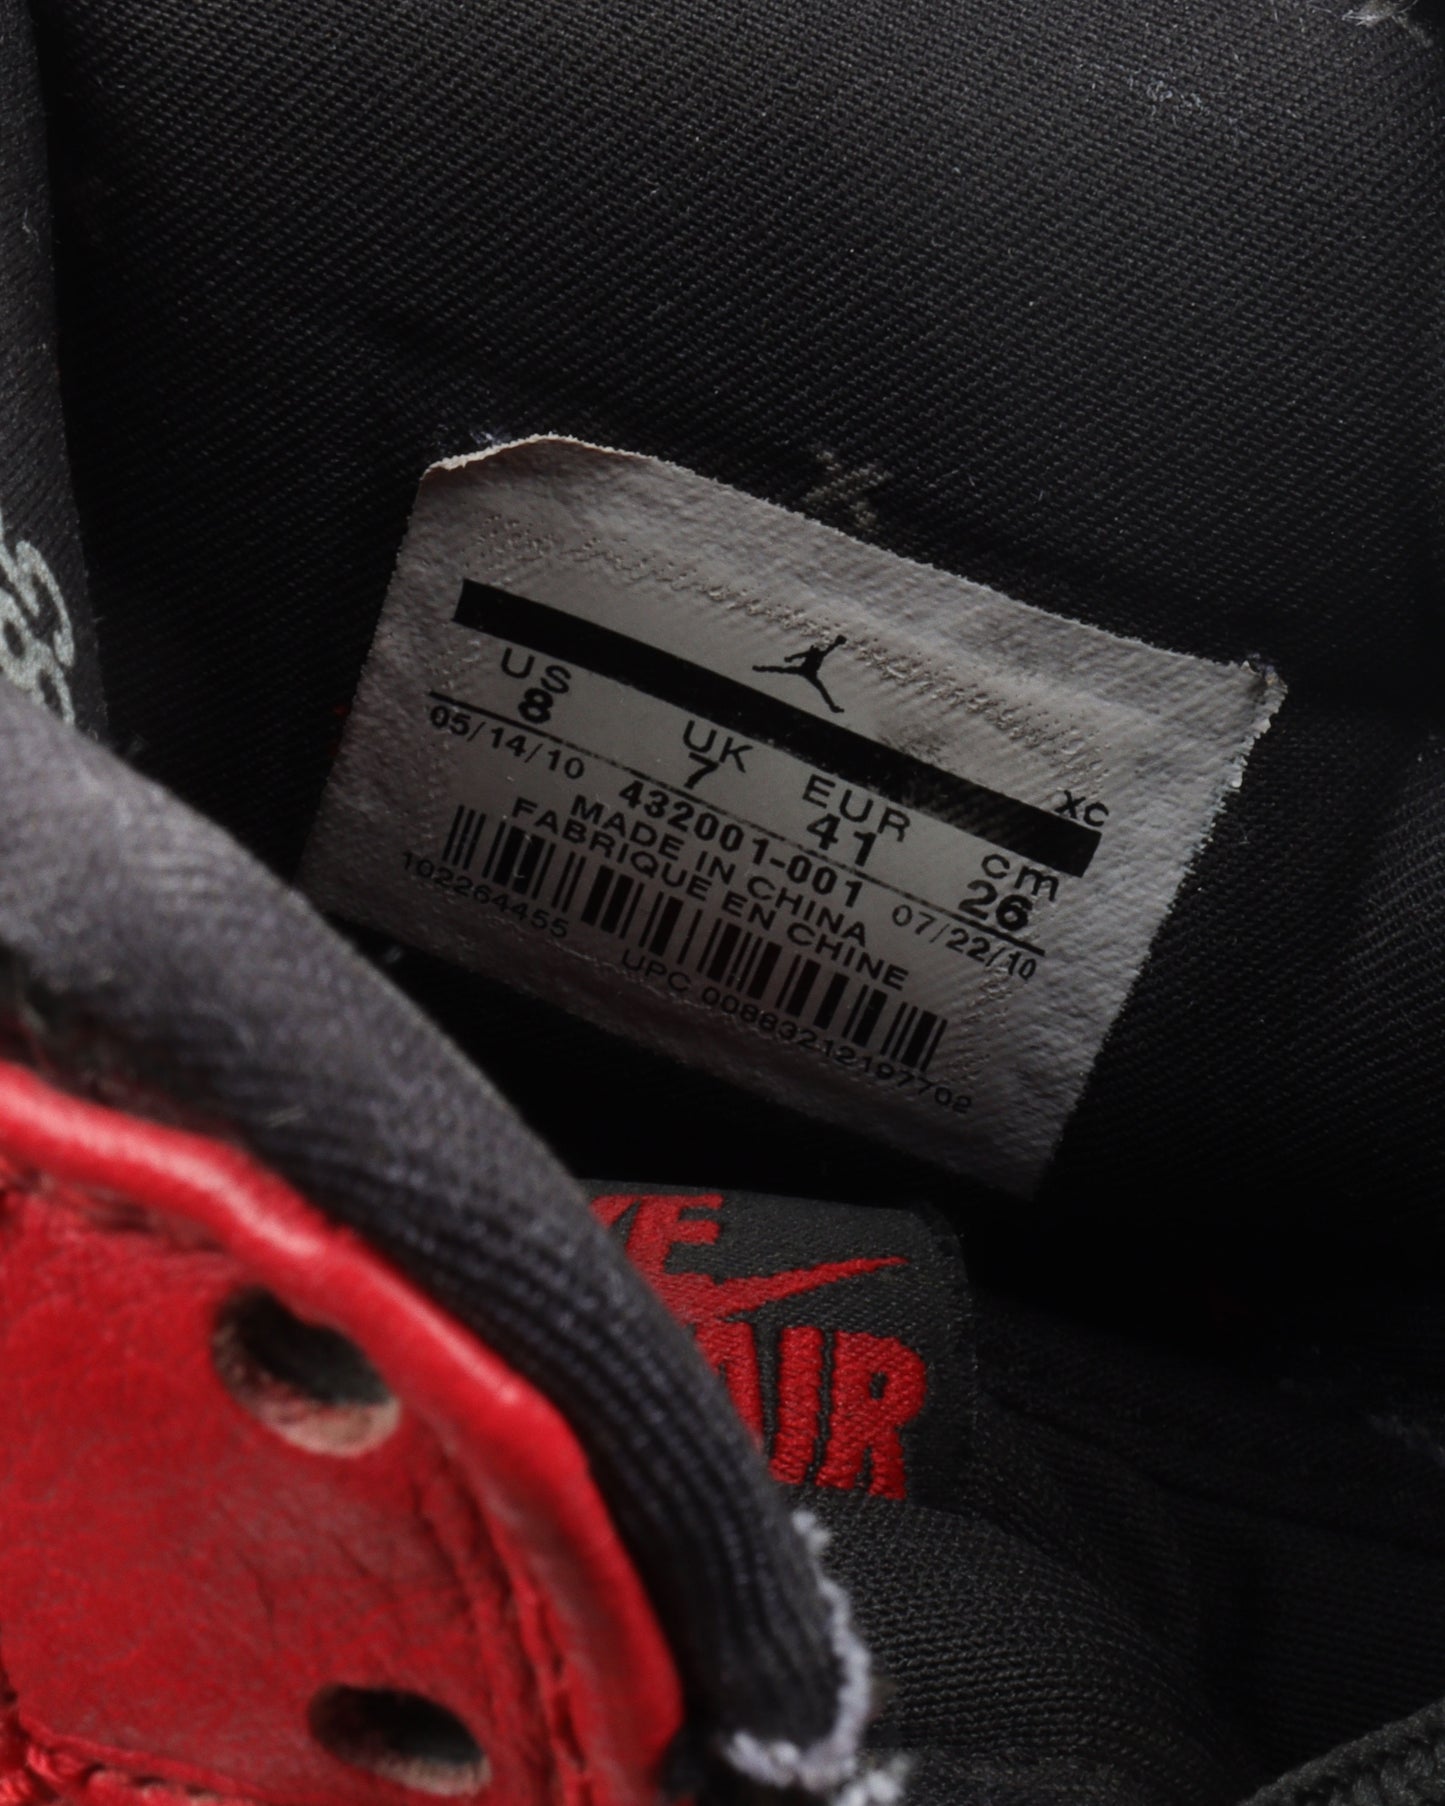 XC
US UK EUR cm
8 7 41 26
05/14/10 432001-001 07/22/10
MADE IN CHINA
FABRIQUE EN CHINE
102264455
UPC 00883212197702
AIR